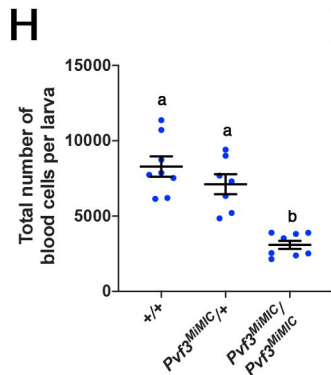 H
Total number of
blood cells per larva
15000
10000
5000
0
a
a
b
+/+
Pvf3MiMIC/+
Pvf3MiMIC/
Pvf3MiMIC